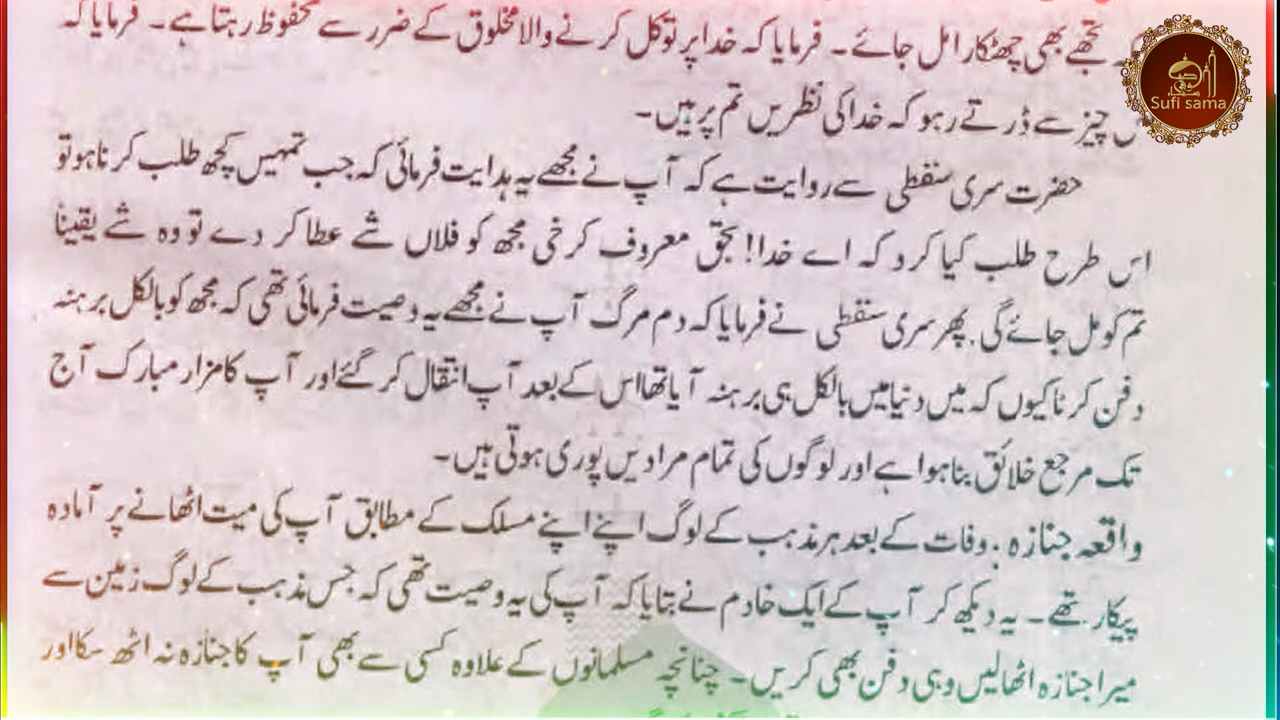 تجھے بھی چھٹکارا مل جائے ۔ فرمایا کہ خدا پر توکل کرنے والا مخلوق کے ضرر سے محفوظ رہتا ہے ۔ فرمایا کہ
چیز سے ڈرتے رہو کہ خدا کی نظریں تم پر ہیں ۔
حضرت سری سقطی سے روایت ہے کہ آپ نے مجھے یہ ہدایت فرمائی کہ جب تمہیں کچھ طلب کرنا ہو تو
اس طرح طلب کیا کرو کہ اے خدا! بحق معروف کرخی مجھ کو فلاں شے عطا کر دے تو وہ شے یقیناً
تم کو مل جائے گی . پھر سری سقطی نے فرمایا کہ دم مرگ آپ نے مجھے یہ وصیت فرمائی تھی کہ مجھ کو بالکل برہنہ
دفن کرنا کیوں کہ میں دنیا میں بالکل ہی برہنہ آیا تھا اس کے بعد آپ انتقال کر گئے اور آپ کا مزار مبارک آج
تک مرجع خلائق بنا ہوا ہے اور لوگوں کی تمام مرادیں پوری ہوتی ہیں ۔
واقعہ جنازہ . وفات کے بعد ہر مذہب کے لوگ اپنے اپنے مسلک کے مطابق آپ کی میت اٹھانے پر آمادہ
پیکار تھے ۔ یہ دیکھ کر آپ کے ایک خادم نے بتایا کہ آپ کی یہ وصیت تھی کہ جس مذہب کے لوگ زمین سے
میرا جنازہ اٹھا لیں وہی دفن بھی کریں ۔ چنانچہ مسلمانوں کے علاوہ کسی سے بھی آپ کا جنازہ نہ اٹھ سکا اور
Sufi sama